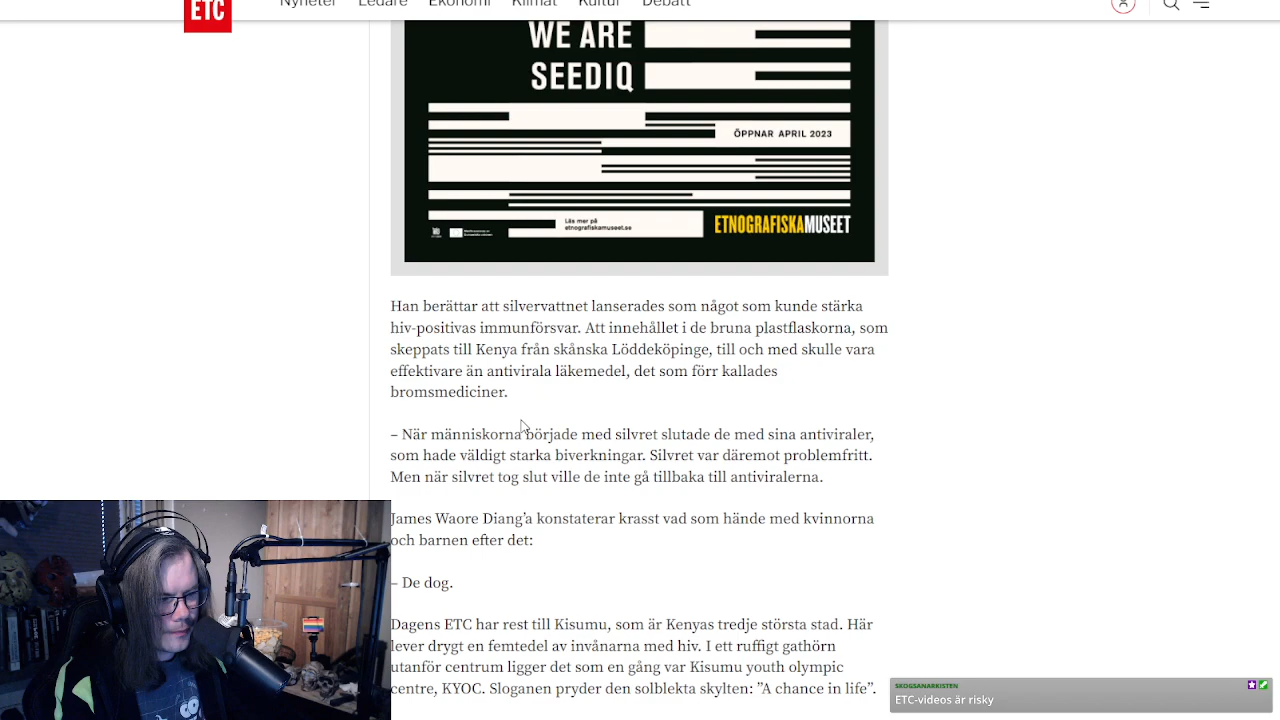 ETC
Nyheter Ledare Ekonomi Klimat Kultur Debatt
WE ARE
SEEDIQ
ÖPPNAR APRIL 2023
Läs mer på
etnografiskamuseet.se
ETNOGRAFISKAMUSEET
Han berättar att silvervattnet lanserades som något som kunde stärka
hiv-positivas immunförsvar. Att innehållet i de bruna plastflaskorna, som
skeppats till Kenya från skånska Löddeköpinge, till och med skulle vara
effektivare än antivirala läkemedel, det som förr kallades
bromsmediciner.
– När människorna började med silvret slutade de med sina antiviraler,
som hade väldigt starka biverkningar. Silvret var däremot problemfritt.
Men när silvret tog slut ville de inte gå tillbaka till antiviralerna.
James Waore Diang’a konstaterar krasst vad som hände med kvinnorna
och barnen efter det:
– De dog.
Dagens ETC har rest till Kisumu, som är Kenyas tredje största stad. Här
lever drygt en femtedel av invånarna med hiv. I ett ruffigt gathörn
utanför centrum ligger det som en gång var Kisumu youth olympic
centre, KYOC. Sloganen pryder den solblekta skylten: ”A chance in life”.
SKOGSANARKISTEN
ETC-videos är risky